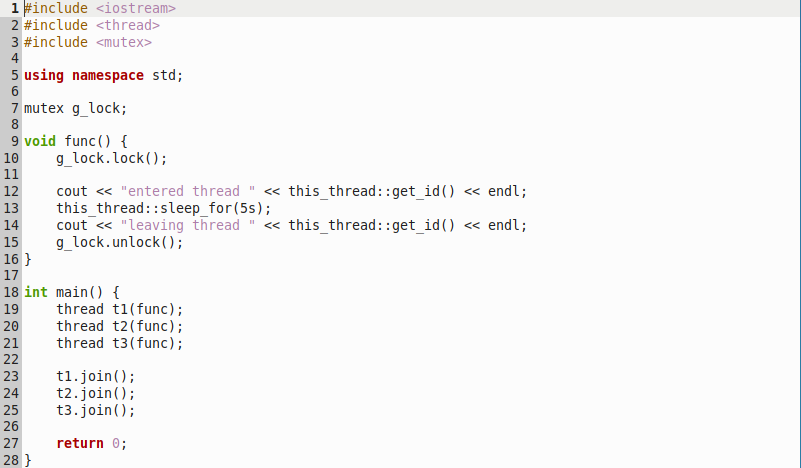 1 #include <iostream>
2 #include <thread>
3 #include <mutex>
4
5 using namespace std;
6
7 mutex g_lock;
8
9 void func() {
10     g_lock.lock();
11
12     cout << "entered thread " << this_thread::get_id() << endl;
13     this_thread::sleep_for(5s);
14     cout << "leaving thread " << this_thread::get_id() << endl;
15     g_lock.unlock();
16 }
17
18 int main() {
19     thread t1(func);
20     thread t2(func);
21     thread t3(func);
22
23     t1.join();
24     t2.join();
25     t3.join();
26
27     return 0;
28 }